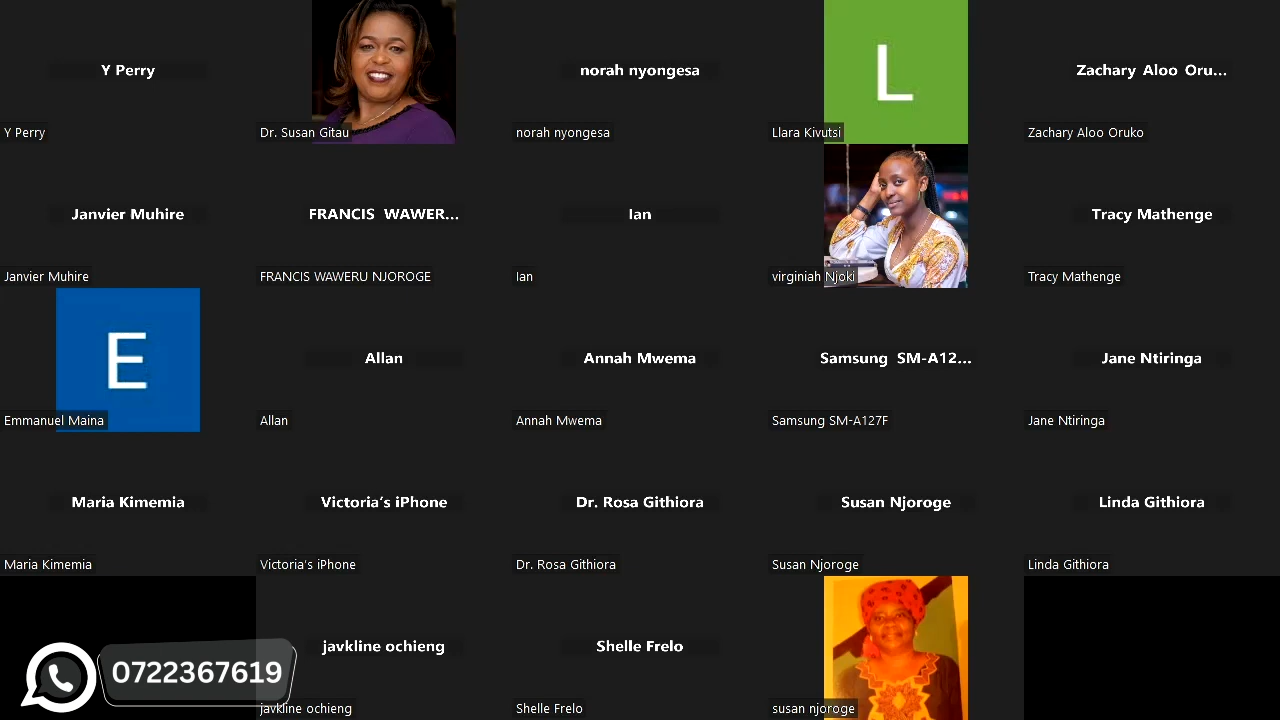 Y Perry
Y Perry
Dr. Susan Gitau
norah nyongesa
norah nyongesa
L
Llara Kivutsi
Zachary Aloo Oru...
Zachary Aloo Oruko
Janvier Muhire
Janvier Muhire
FRANCIS WAWER...
FRANCIS WAWERU NJOROGE
Ian
Ian
virginiah Njoki
Tracy Mathenge
Tracy Mathenge
E
Emmanuel Maina
Allan
Allan
Annah Mwema
Annah Mwema
Samsung SM-A12...
Samsung SM-A127F
Jane Ntiringa
Jane Ntiringa
Maria Kimemia
Maria Kimemia
Victoria's iPhone
Victoria's iPhone
Dr. Rosa Githiora
Dr. Rosa Githiora
Susan Njoroge
Susan Njoroge
Linda Githiora
Linda Githiora
0722367619
javkline ochieng
javkline ochieng
Shelle Frelo
Shelle Frelo
susan njoroge